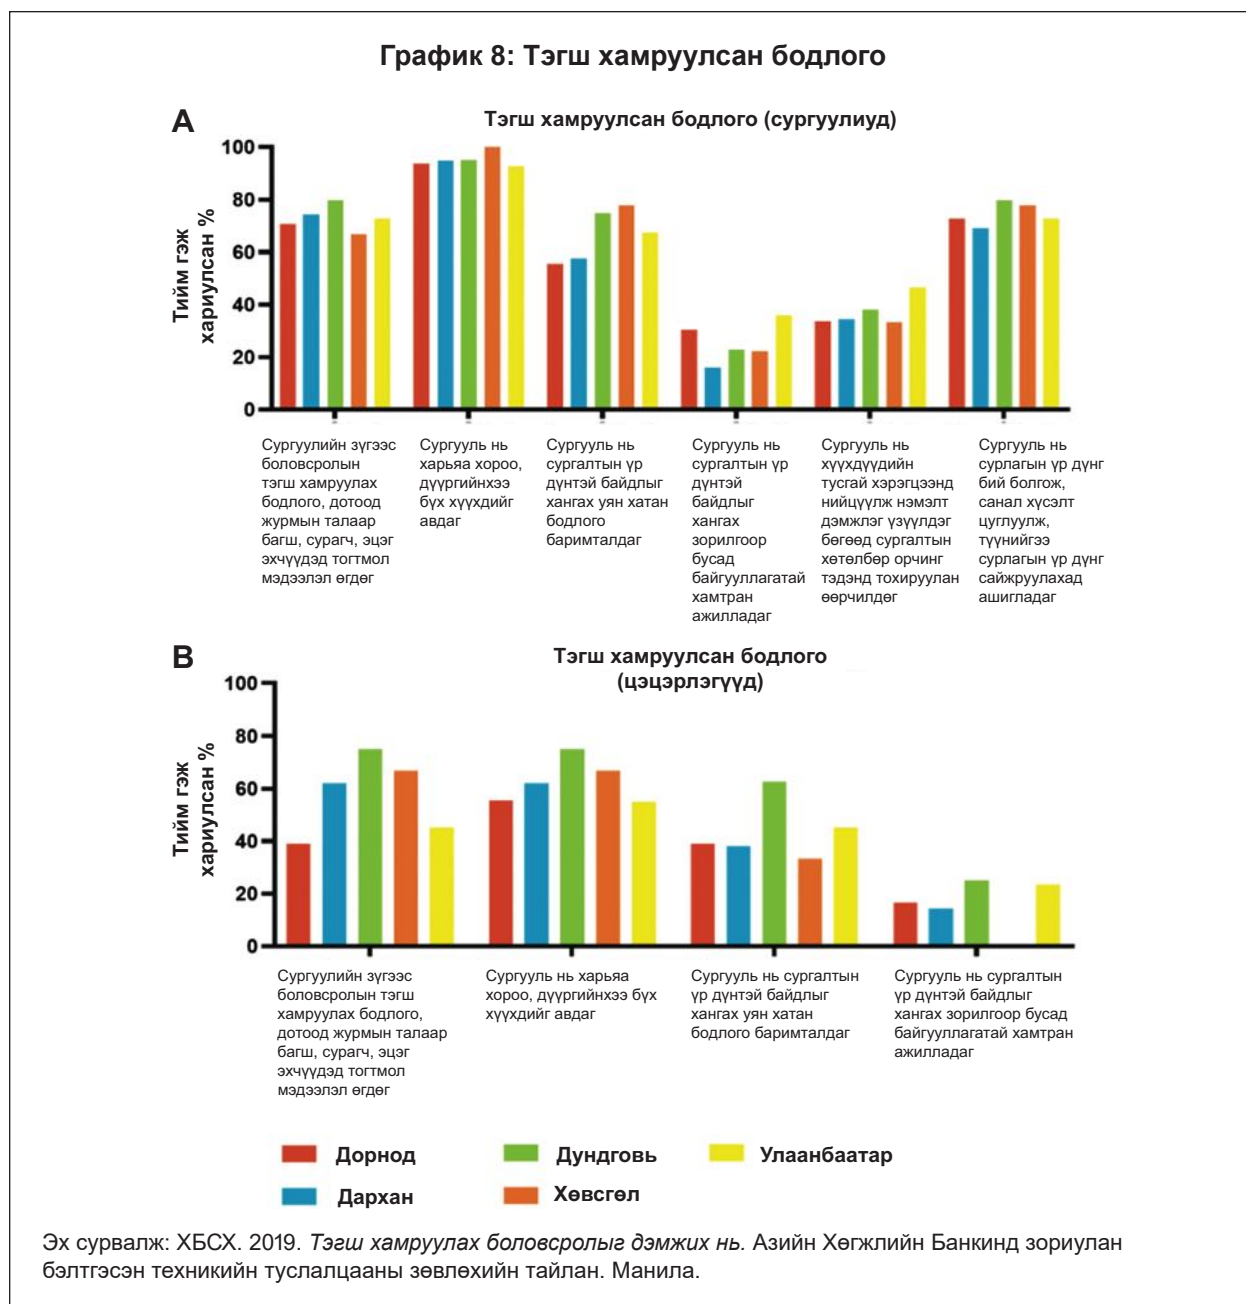 График 8: Тэгш хамруулсан бодлого
A
Тэгш хамруулсан бодлого (сургуулиуд)
Тийм гэж
хариулсан %
100
80
60
40
20
0
Сургуулийн зүгээс
боловсролын
тэгш хамруулах
бодлого, дотоод
журмын талаар
багш, сурагч, эцэг
эхчүүдэд тогтмол
мэдээлэл өгдөг
Сургууль нь
харьяа хороо,
дүүргийнхээ
бүх хүүхдийг
авдаг
Сургууль нь
сургалтын үр
дүнтэй байдлыг
хангах уян хатан
бодлого
баримталдаг
Сургууль нь
сургалтын үр
дүнтэй
байдлыг
хангах
зорилгоор
бусад
байгууллагатай
хамтран
ажилладаг
Сургууль нь
хүүхдүүдийн
тусгай хэрэгцээнд
нийцүүлж нэмэлт
дэмжлэг үзүүлдэг
бөгөөд сургалтын
хөтөлбөр орчинг
тэдэнд тохируулан
өөрчилдөг
Сургууль нь
сурлагын үр дүнг
бий болгож,
санал хүсэлт
цуглуулж,
түүнийгээ
сурлагын үр дүнг
сайжруулахад
ашигладаг
B
Тэгш хамруулсан бодлого
(цэцэрлэгүүд)
Тийм гэж
хариулсан %
100
80
60
40
20
0
Сургуулийн зүгээс
боловсролын тэгш
хамруулах бодлого,
дотоод журмын талаар
багш, сурагч, эцэг
эхчүүдэд тогтмол
мэдээлэл өгдөг
Сургууль нь харьяа
хороо, дүүргийнхээ бүх
хүүхдийг авдаг
Сургууль нь сургалтын
үр дүнтэй байдлыг
хангах уян хатан
бодлого баримталдаг
Сургууль нь сургалтын
үр дүнтэй байдлыг
хангах зорилгоор бусад
байгууллагатай хамтран
ажилладаг
Дорнод
Дундговь
Улаанбаатар
Дархан
Хөвсгөл
Эх сурвалж: ХБСХ. 2019. Тэгш хамруулах боловсролыг дэмжих нь. Азийн Хөгжлийн Банкинд зориулан
бэлтгэсэн техникийн туслалцааны зөвлөхийн тайлан. Манила.